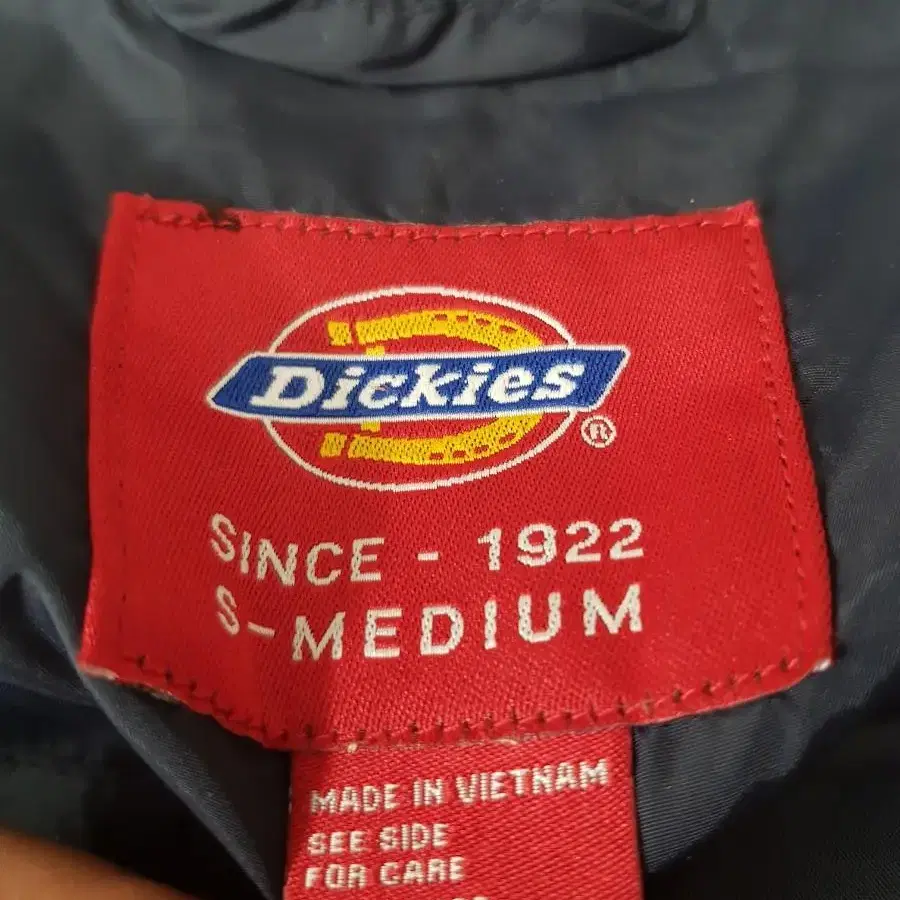 Dickies
®
SINCE - 1922
S-MEDIUM
MADE IN VIETNAM
SEE SIDE
FOR CARE